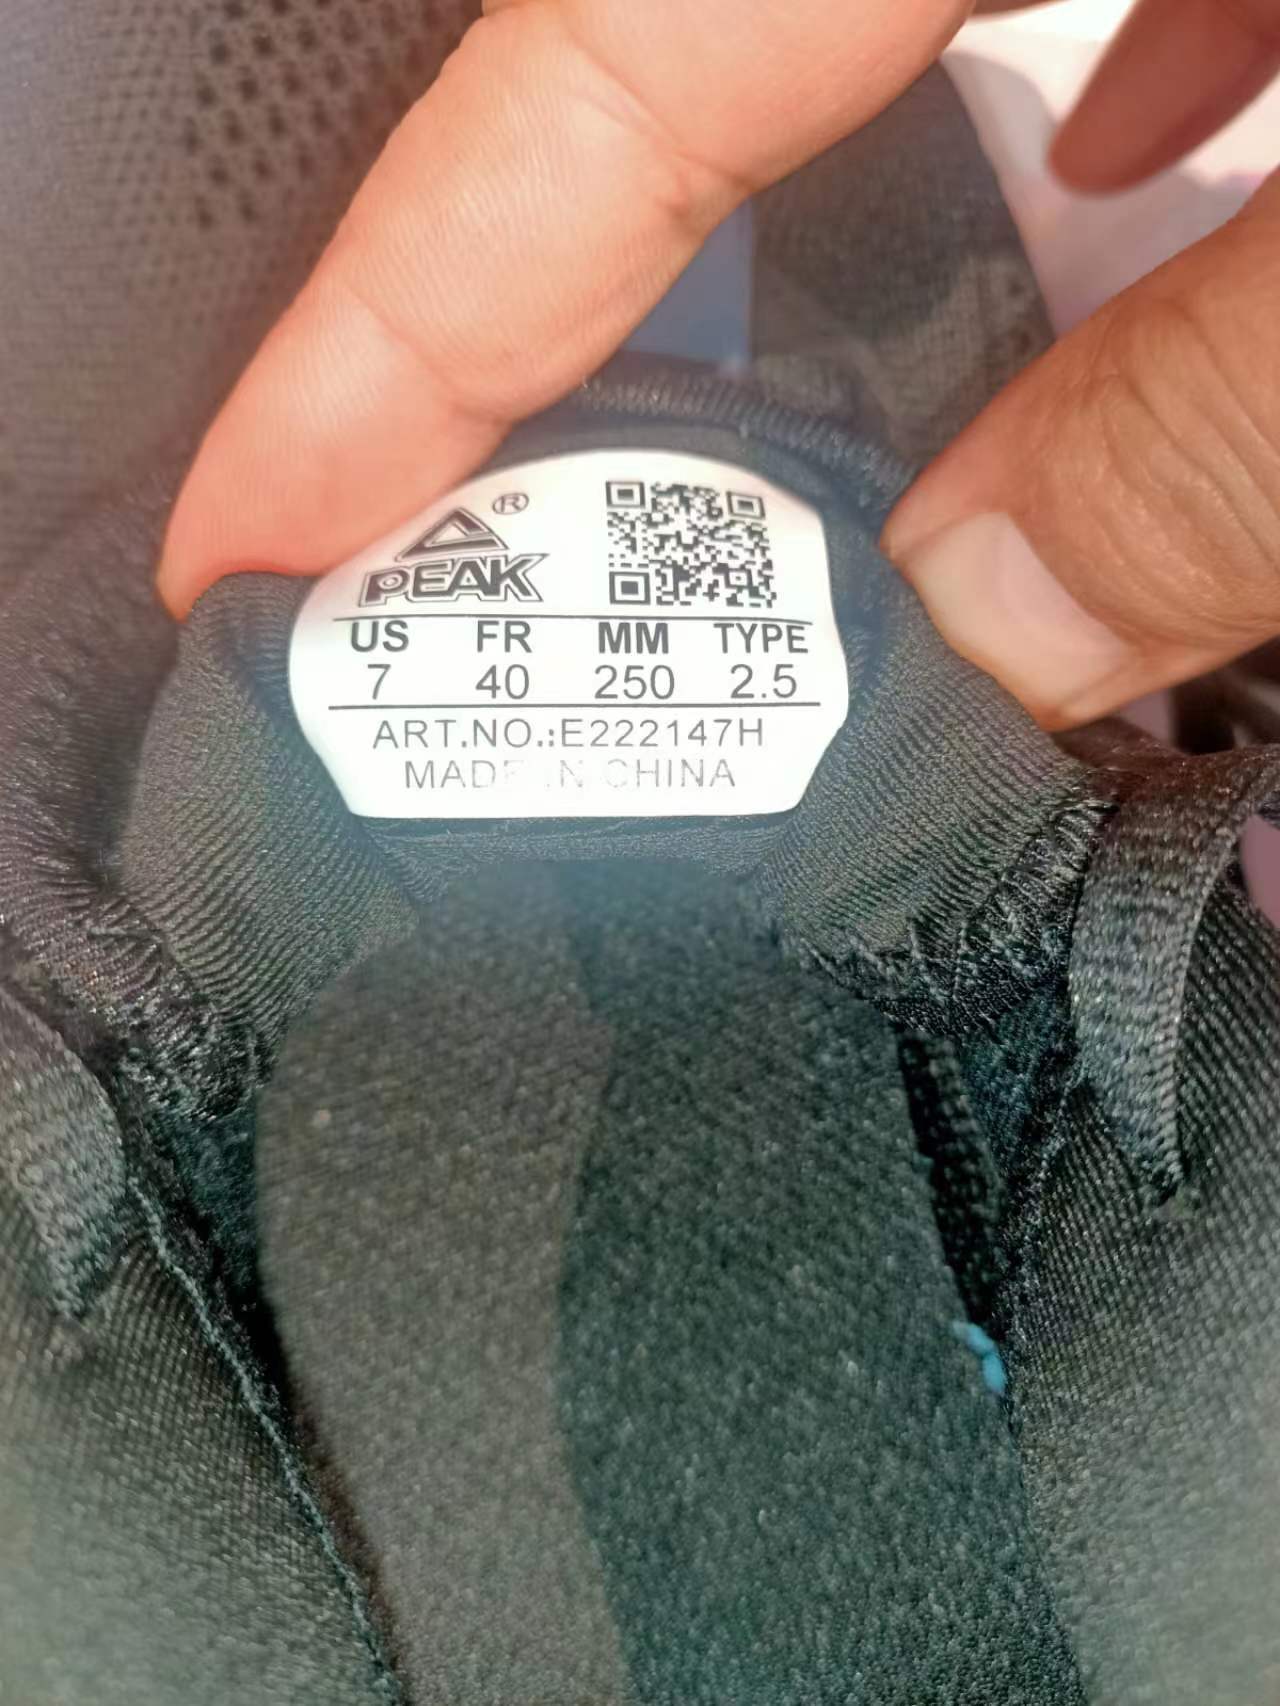 ®
PEAK
US FR MM TYPE
7 40 250 2.5
ART.NO.:E222147H
MADE IN CHINA